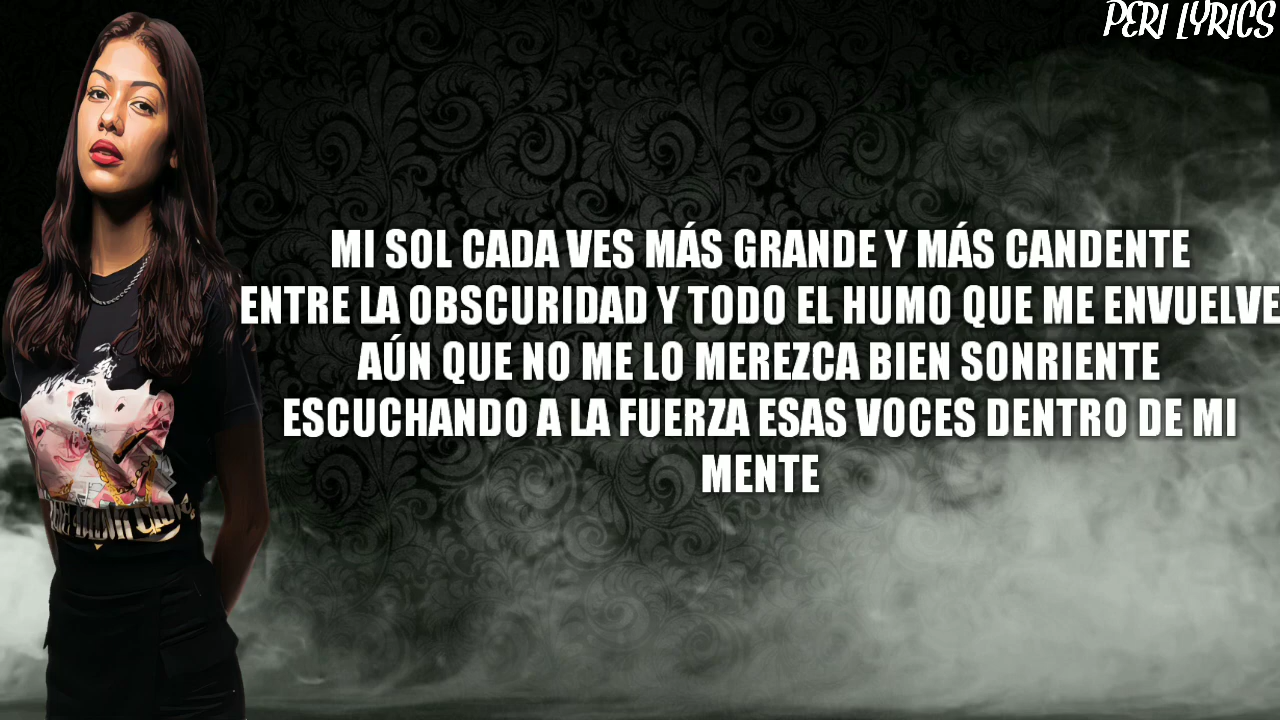 PERI LYRICS
MI SOL CADA VES MÁS GRANDE Y MÁS CANDENTE
ENTRE LA OBSCURIDAD Y TODO EL HUMO QUE ME ENVUELVE
AÚN QUE NO ME LO MEREZCA BIEN SONRIENTE
ESCUCHANDO A LA FUERZA ESAS VOCES DENTRO DE MI
MENTE